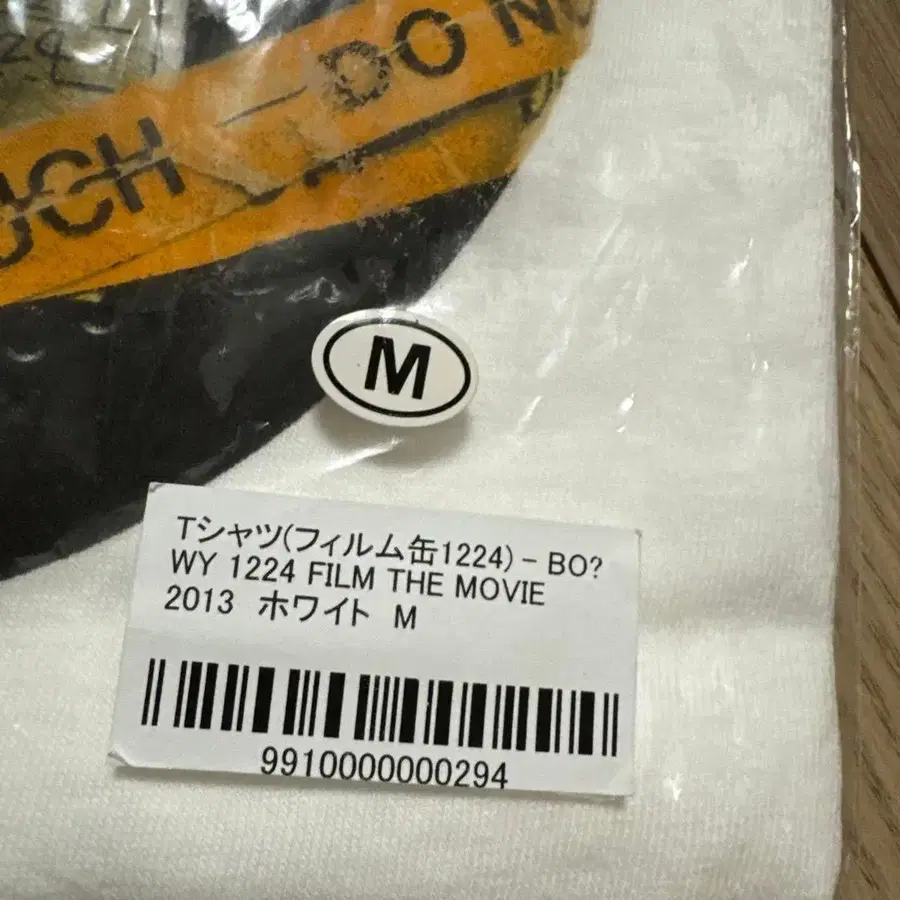 24
UCH — DO N
M
Tシャツ(フィルム缶1224) – BO?
WY 1224 FILM THE MOVIE
2013 ホワイト M
9910000000294